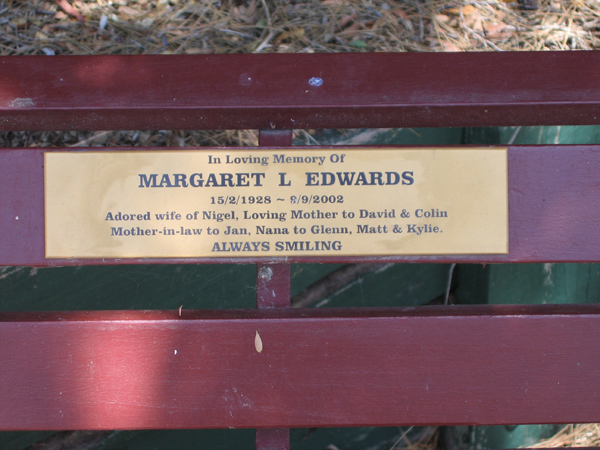 In Loving Memory Of
MARGARET L EDWARDS
15/2/1928 ~ 8/9/2002
Adored wife of Nigel, Loving Mother to David & Colin
Mother-in-law to Jan, Nana to Glenn, Matt & Kylie.
ALWAYS SMILING